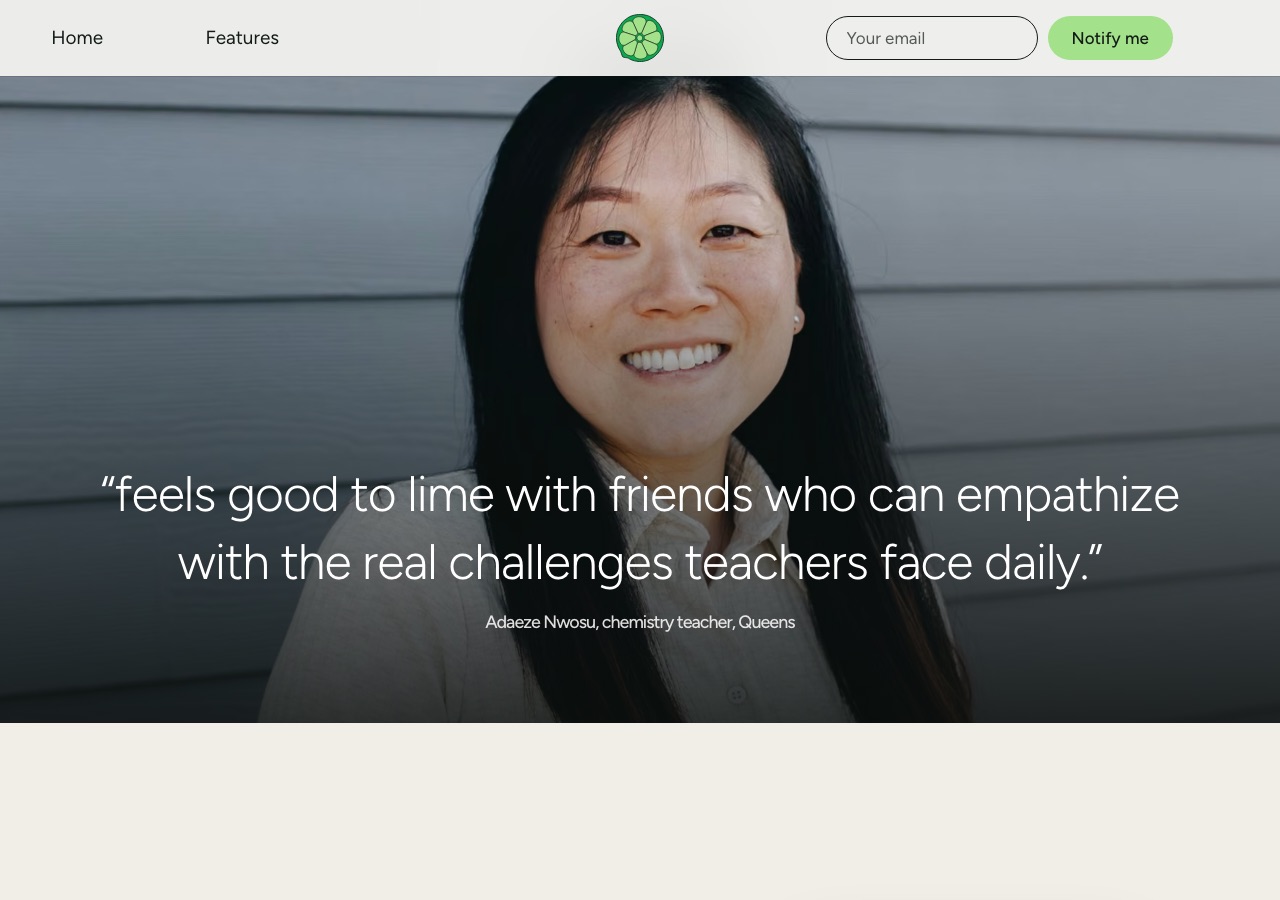 Home
Features
Your email
Notify me
“feels good to lime with friends who can empathize
with the real challenges teachers face daily.”
Adaeze Nwosu, chemistry teacher, Queens